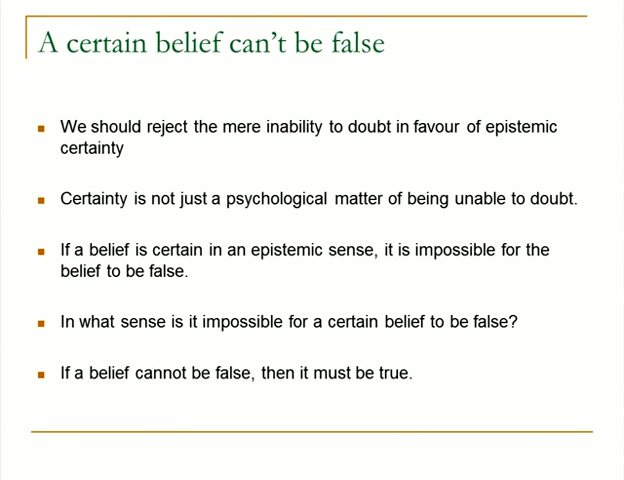 A certain belief can't be false
We should reject the mere inability to doubt in favour of epistemic
certainty
Certainty is not just a psychological matter of being unable to doubt.
If a belief is certain in an epistemic sense, it is impossible for the
belief to be false.
In what sense is it impossible for a certain belief to be false?
If a belief cannot be false, then it must be true.